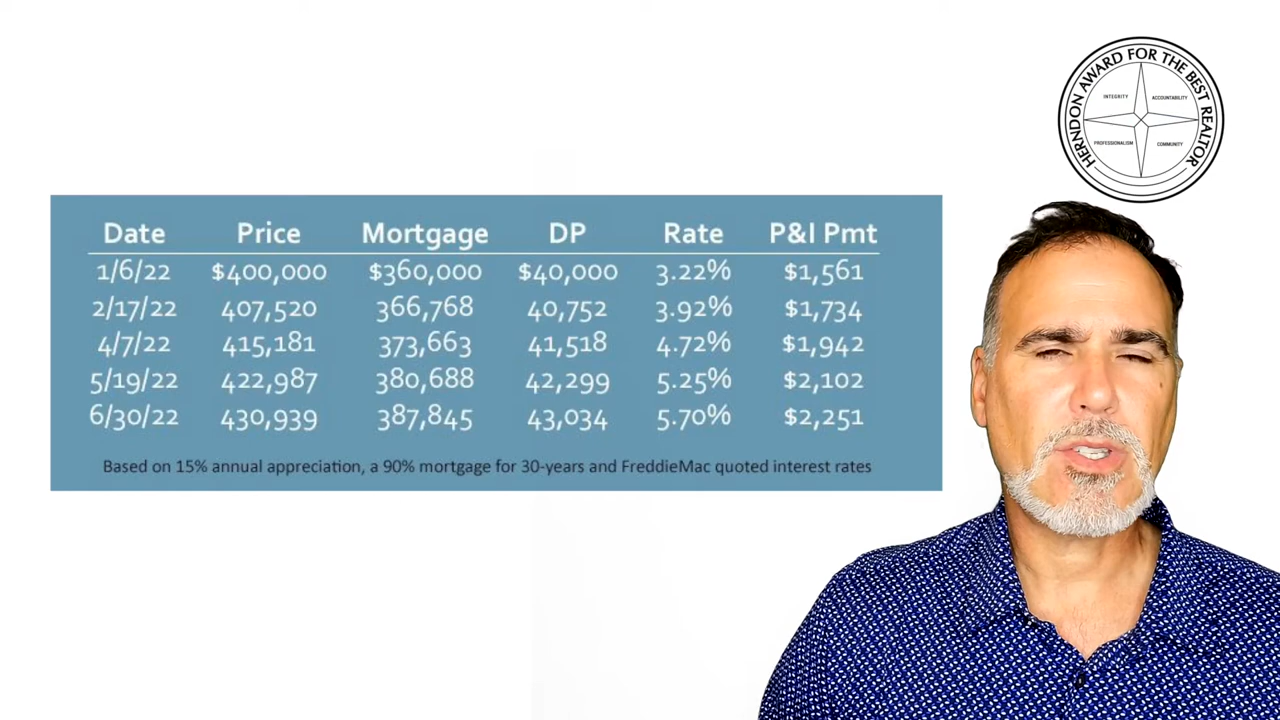 HERNDON AWARD FOR THE BEST REALTOR
INTEGRITY
ACCOUNTABILITY
PROFESSIONALISM
COMMUNITY
Date Price Mortgage DP Rate P&I Pmt
1/6/22 $400,000 $360,000 $40,000 3.22% $1,561
2/17/22 407,520 366,768 40,752 3.92% $1,734
4/7/22 415,181 373,663 41,518 4.72% $1,942
5/19/22 422,987 380,688 42,299 5.25% $2,102
6/30/22 430,939 387,845 43,034 5.70% $2,251
Based on 15% annual appreciation, a 90% mortgage for 30-years and FreddieMac quoted interest rates